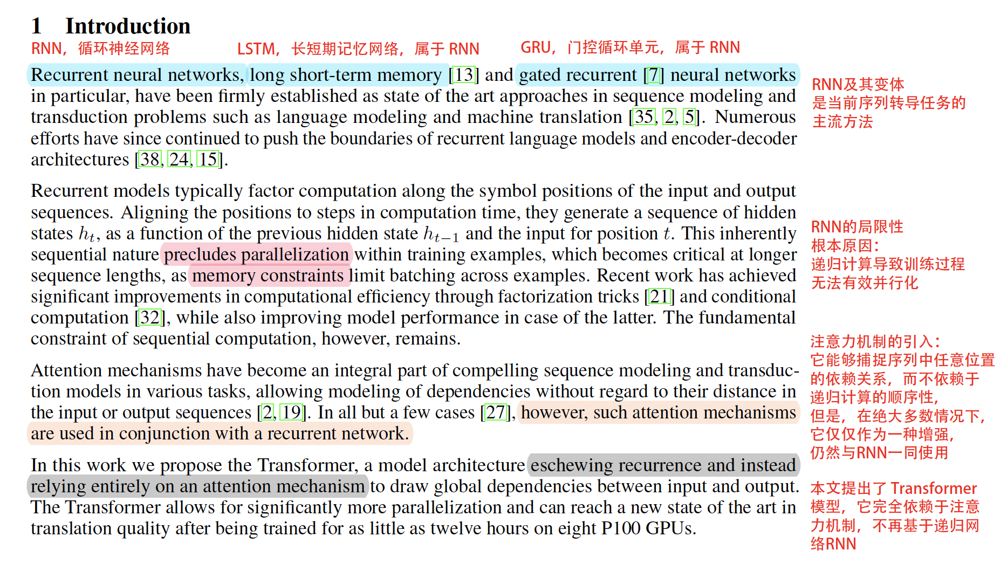 1 Introduction
RNN，循环神经网络
LSTM，长短期记忆网络，属于 RNN
GRU，门控循环单元，属于 RNN
Recurrent neural networks, long short-term memory [13] and gated recurrent [7] neural networks
in particular, have been firmly established as state of the art approaches in sequence modeling and
transduction problems such as language modeling and machine translation [35, 2, 5]. Numerous
efforts have since continued to push the boundaries of recurrent language models and encoder-decoder
architectures [38, 24, 15].
RNN及其变体
是当前序列转导任务的
主流方法
Recurrent models typically factor computation along the symbol positions of the input and output
sequences. Aligning the positions to steps in computation time, they generate a sequence of hidden
states h_t, as a function of the previous hidden state h_{t−1} and the input for position t. This inherently
sequential nature precludes parallelization within training examples, which becomes critical at longer
sequence lengths, as memory constraints limit batching across examples. Recent work has achieved
significant improvements in computational efficiency through factorization tricks [21] and conditional
computation [32], while also improving model performance in case of the latter. The fundamental
constraint of sequential computation, however, remains.
RNN的局限性
根本原因：
递归计算导致训练过程
无法有效并行化
Attention mechanisms have become an integral part of compelling sequence modeling and transduc-
tion models in various tasks, allowing modeling of dependencies without regard to their distance in
the input or output sequences [2, 19]. In all but a few cases [27], however, such attention mechanisms
are used in conjunction with a recurrent network.
注意力机制的引入：
它能够捕捉序列中任意位置
的依赖关系，而不依赖于
递归计算的顺序性，
但是，在绝大多数情况下，
它仅仅作为一种增强，
仍然与RNN一同使用
In this work we propose the Transformer, a model architecture eschewing recurrence and instead
relying entirely on an attention mechanism to draw global dependencies between input and output.
The Transformer allows for significantly more parallelization and can reach a new state of the art in
translation quality after being trained for as little as twelve hours on eight P100 GPUs.
本文提出了 Transformer
模型，它完全依赖于注意
力机制，不再基于递归网
络RNN